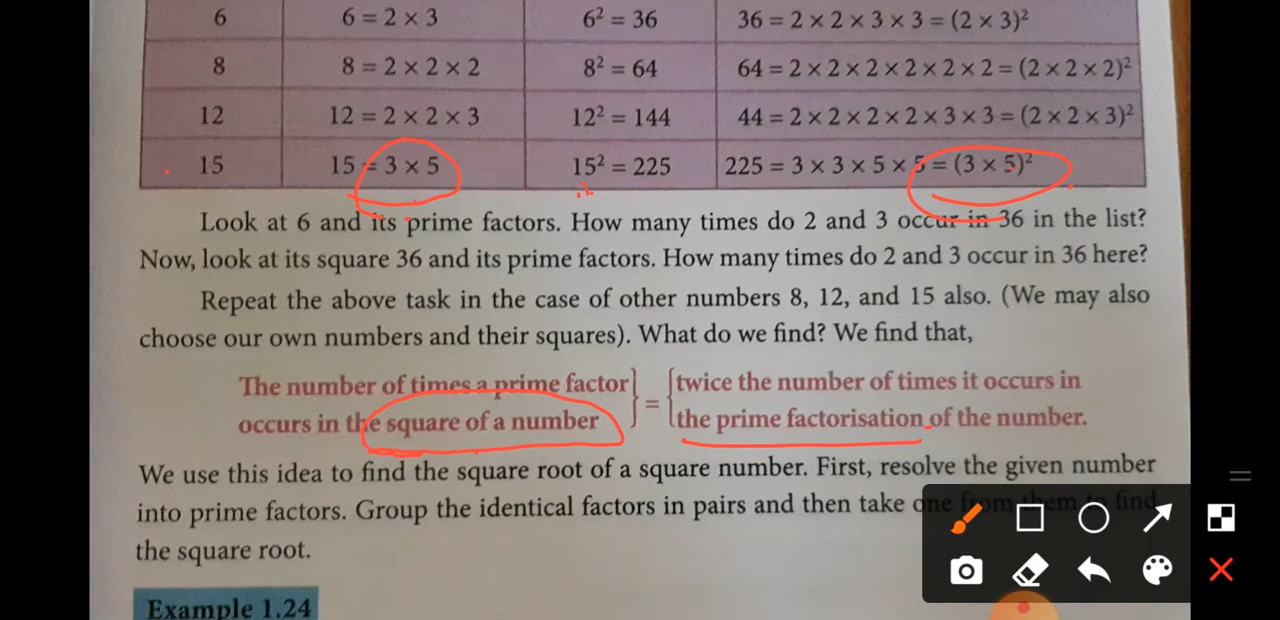 6 6 = 2 × 3 6² = 36 36 = 2 × 2 × 3 × 3 = (2 × 3)²
8 8 = 2 × 2 × 2 8² = 64 64 = 2 × 2 × 2 × 2 × 2 × 2 = (2 × 2 × 2)²
12 12 = 2 × 2 × 3 12² = 144 44 = 2 × 2 × 2 × 2 × 3 × 3 = (2 × 2 × 3)²
15 15 = 3 × 5 15² = 225 225 = 3 × 3 × 5 × 5 = (3 × 5)²
Look at 6 and its prime factors. How many times do 2 and 3 occur in 36 in the list?
Now, look at its square 36 and its prime factors. How many times do 2 and 3 occur in 36 here?
Repeat the above task in the case of other numbers 8, 12, and 15 also. (We may also
choose our own numbers and their squares). What do we find? We find that,
The number of times a prime factor } = { twice the number of times it occurs in
occurs in the square of a number the prime factorisation of the number.
We use this idea to find the square root of a square number. First, resolve the given number
into prime factors. Group the identical factors in pairs and then take one from them to find
the square root.
Example 1.24